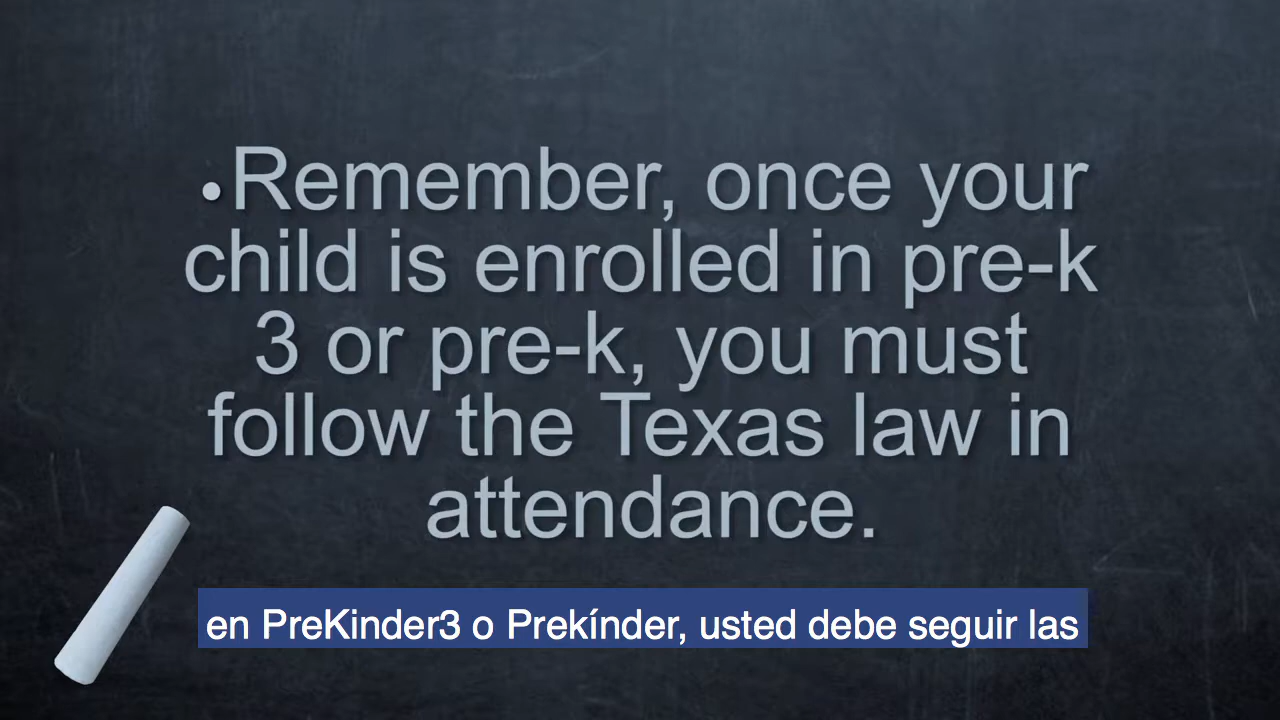 •Remember, once your
child is enrolled in pre-k
3 or pre-k, you must
follow the Texas law in
attendance.
en PreKinder3 o Prekínder, usted debe seguir las